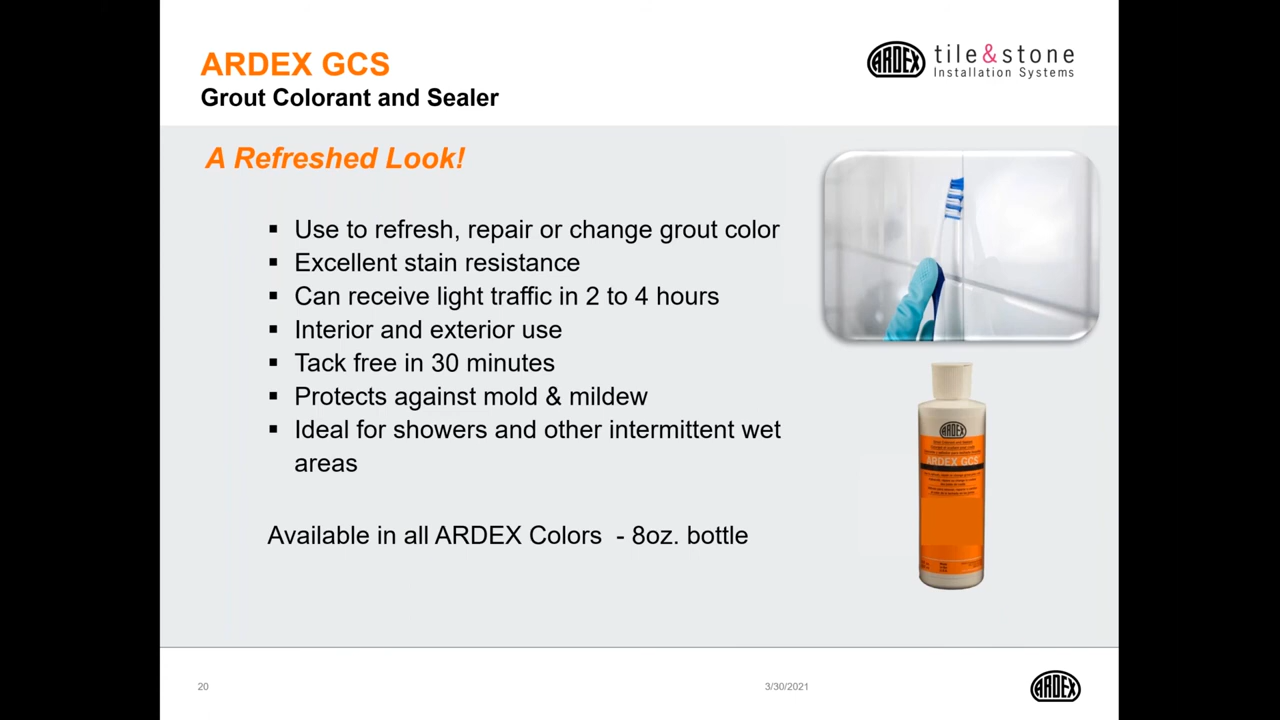 ARDEX GCS
Grout Colorant and Sealer
ARDEX tile&stone
Installation Systems
A Refreshed Look!
▪ Use to refresh, repair or change grout color
▪ Excellent stain resistance
▪ Can receive light traffic in 2 to 4 hours
▪ Interior and exterior use
▪ Tack free in 30 minutes
▪ Protects against mold & mildew
▪ Ideal for showers and other intermittent wet
areas
Available in all ARDEX Colors - 8oz. bottle
ARDEX
ARDEX GCS
20
3/30/2021
ARDEX